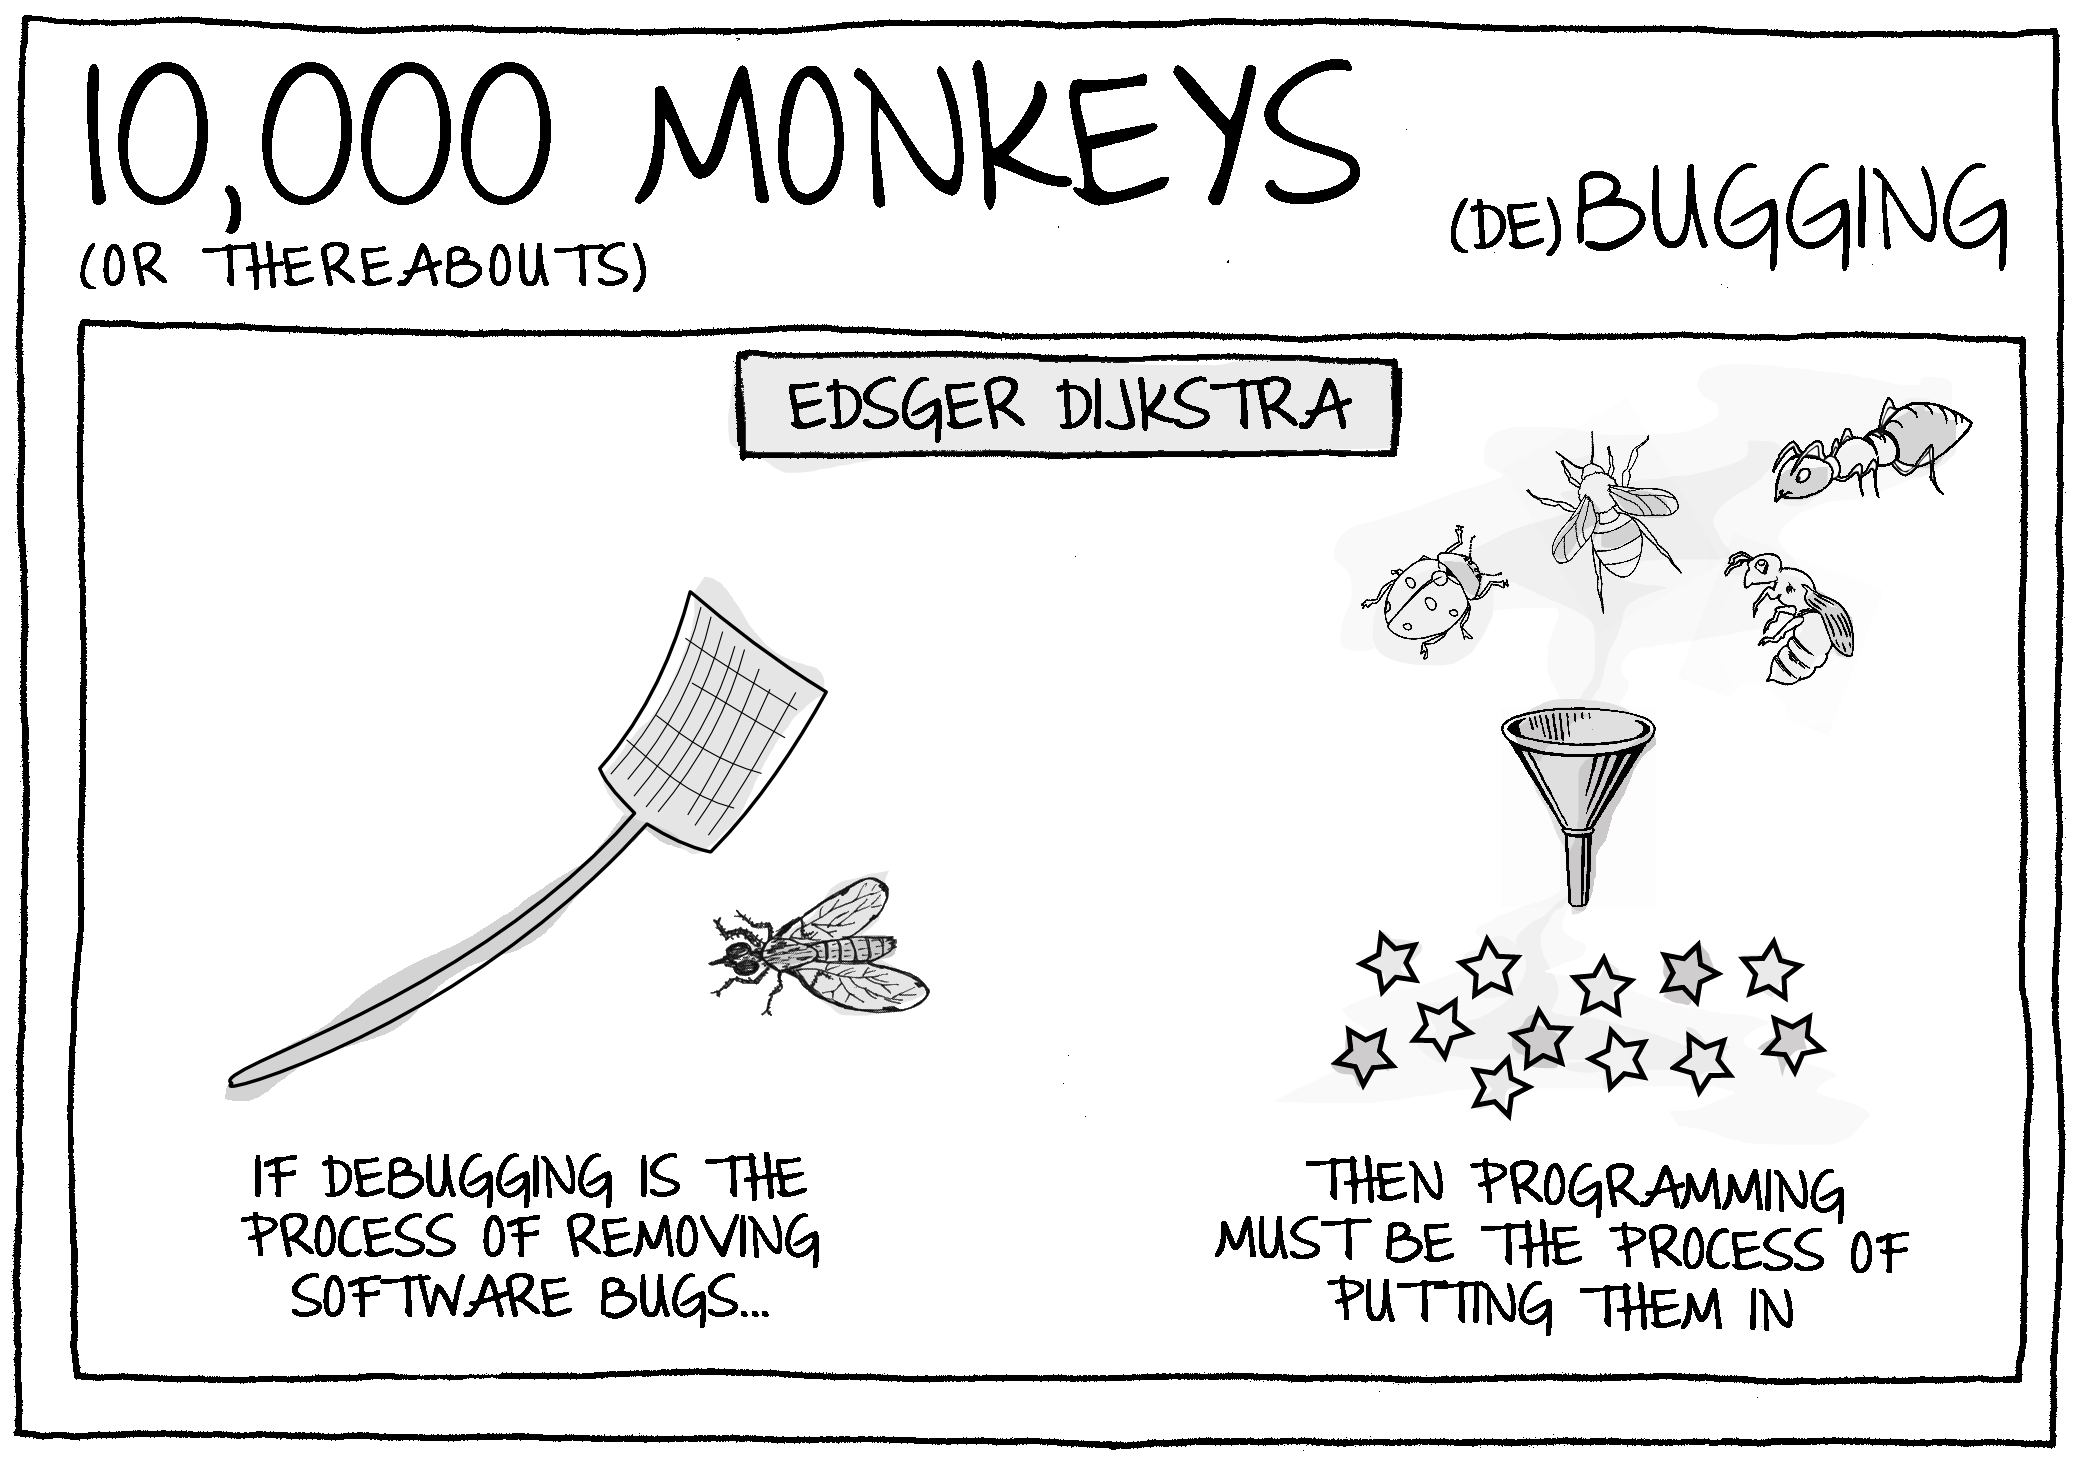 10,000 MONKEYS
(OR THEREABOUTS)
(DE)BUGGING
EDSGER DIJKSTRA
IF DEBUGGING IS THE
PROCESS OF REMOVING
SOFTWARE BUGS...
THEN PROGRAMMING
MUST BE THE PROCESS OF
PUTTING THEM IN